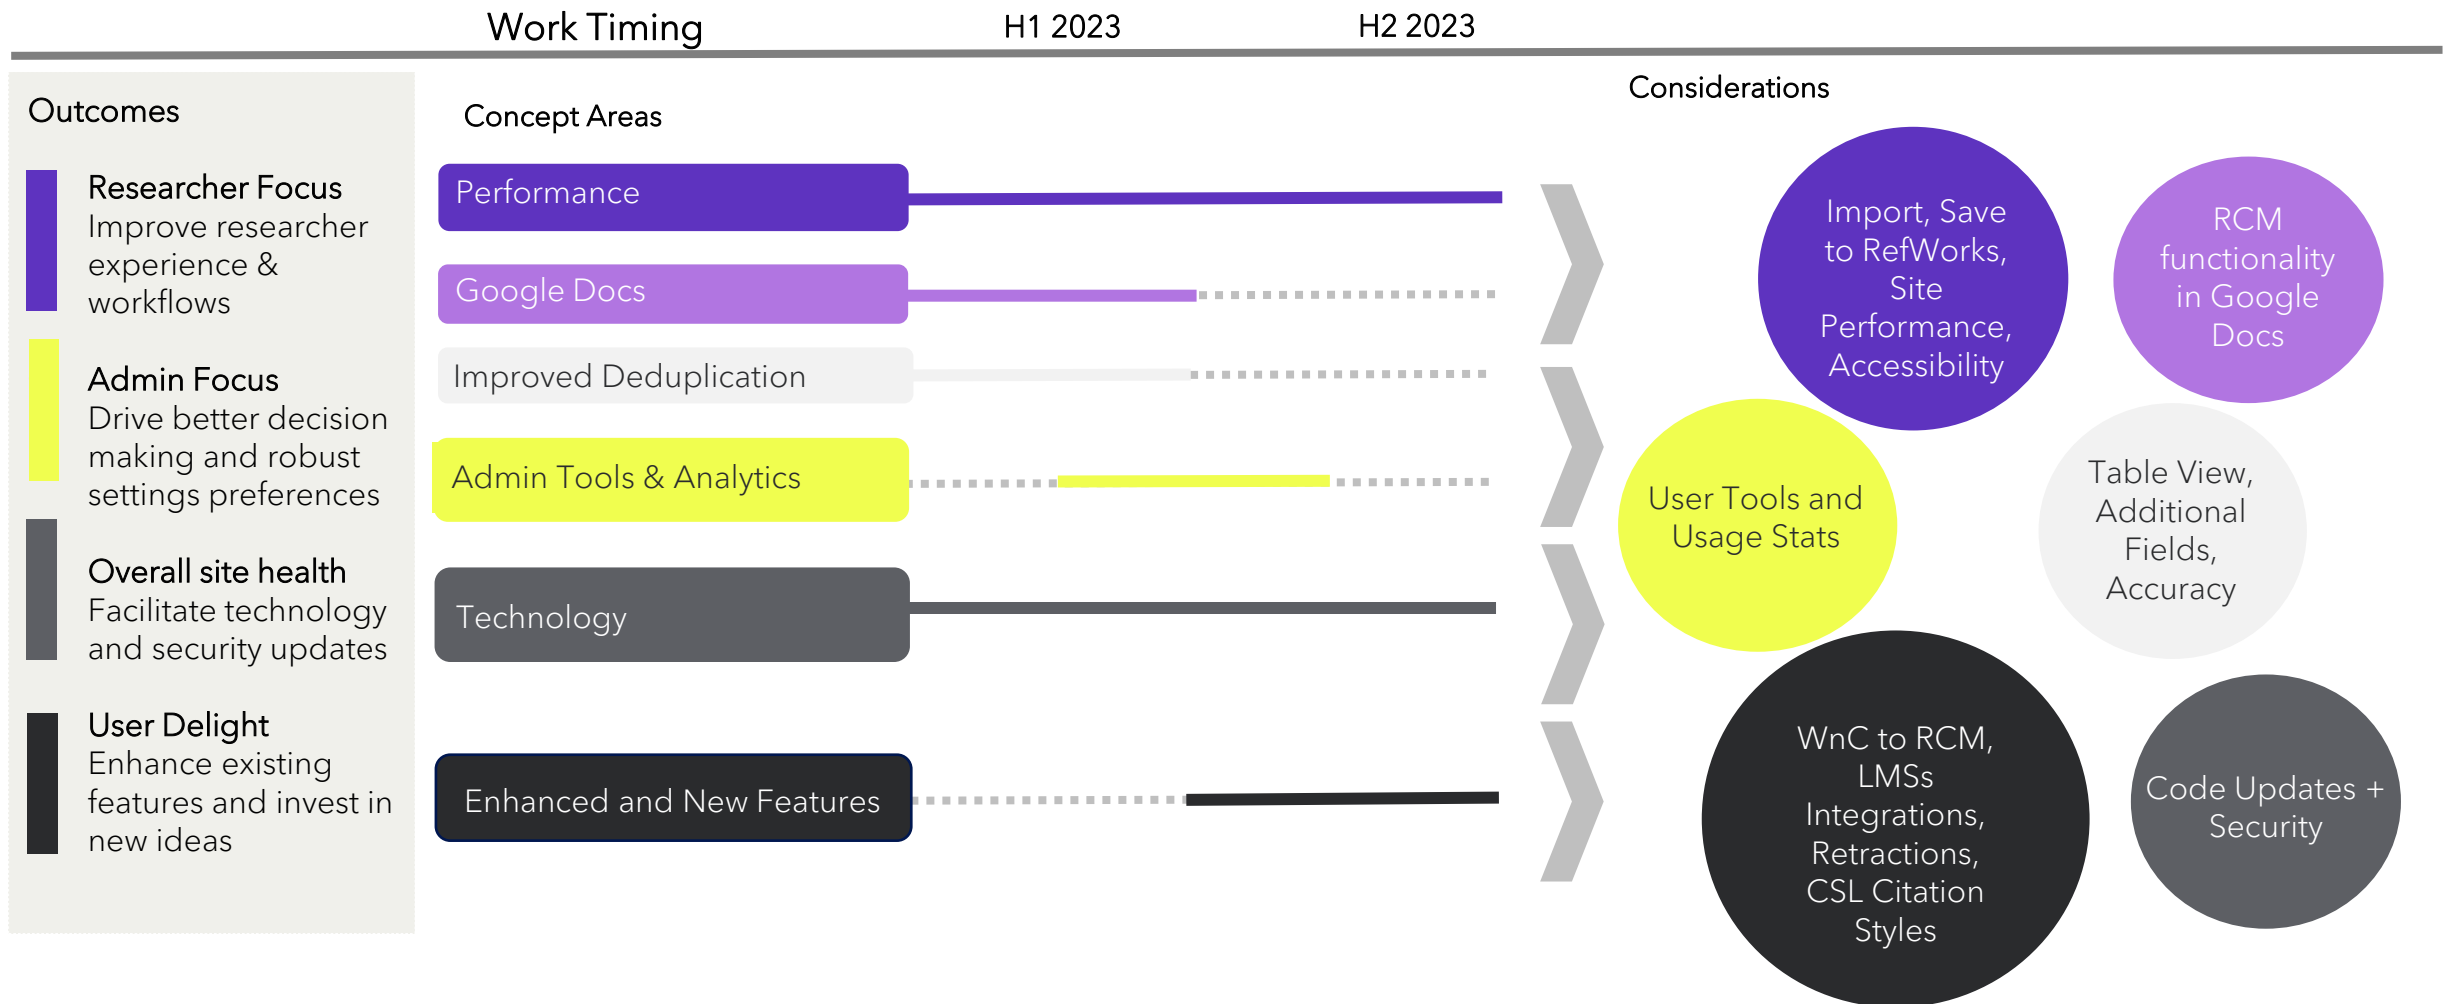 Work Timing
H1 2023
H2 2023
Outcomes
Researcher Focus
Improve researcher
experience &
workflows
Admin Focus
Drive better decision
making and robust
settings preferences
Overall site health
Facilitate technology
and security updates
User Delight
Enhance existing
features and invest in
new ideas
Concept Areas
Performance
Google Docs
Improved Deduplication
Admin Tools & Analytics
Technology
Enhanced and New Features
Considerations
Import, Save
to RefWorks,
Site
Performance,
Accessibility
RCM
functionality
in Google
Docs
User Tools and
Usage Stats
Table View,
Additional
Fields,
Accuracy
WnC to RCM,
LMSs
Integrations,
Retractions,
CSL Citation
Styles
Code Updates +
Security